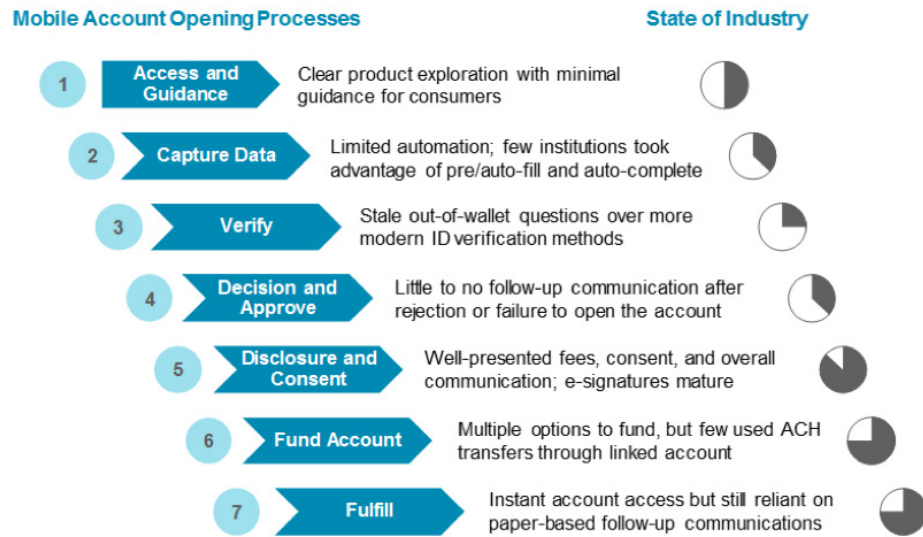 Mobile Account Opening Processes
State of Industry
1
Access and
Guidance
Clear product exploration with minimal
guidance for consumers
2
Capture Data
Limited automation; few institutions took
advantage of pre/auto-fill and auto-complete
3
Verify
Stale out-of-wallet questions over more
modern ID verification methods
4
Decision and
Approve
Little to no follow-up communication after
rejection or failure to open the account
5
Disclosure and
Consent
Well-presented fees, consent, and overall
communication; e-signatures mature
6
Fund Account
Multiple options to fund, but few used ACH
transfers through linked account
7
Fulfill
Instant account access but still reliant on
paper-based follow-up communications